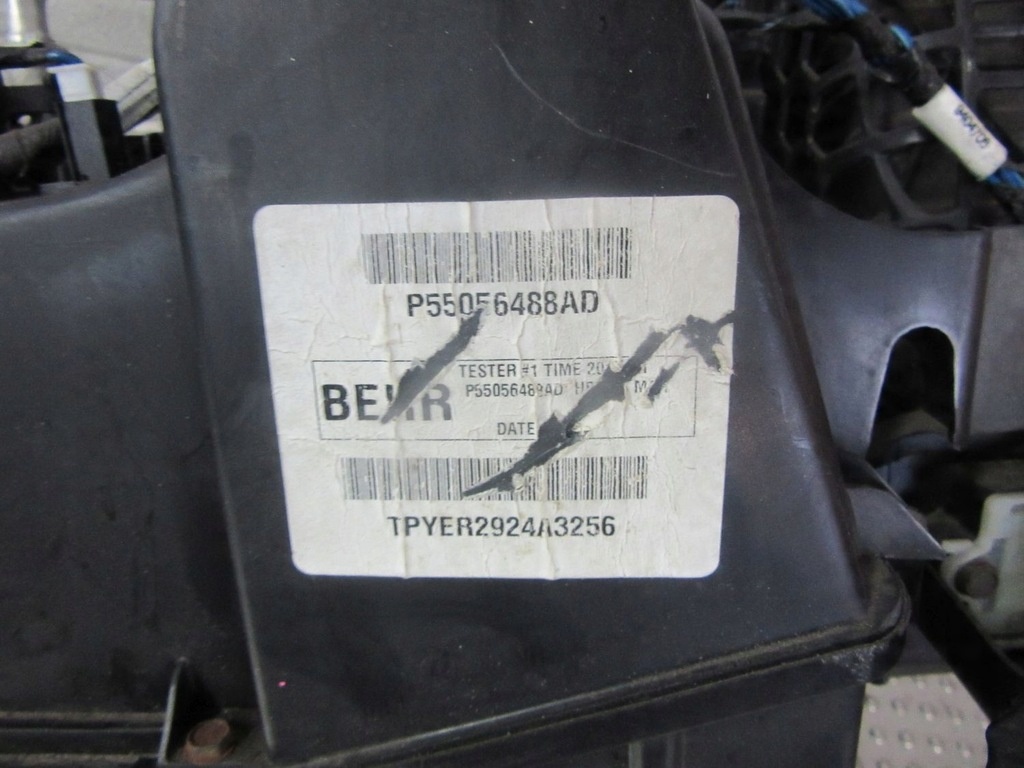 P55056488AD
TESTER #1 TIME
BEHR
P55056488AD
DATE
TPYER2924A3256